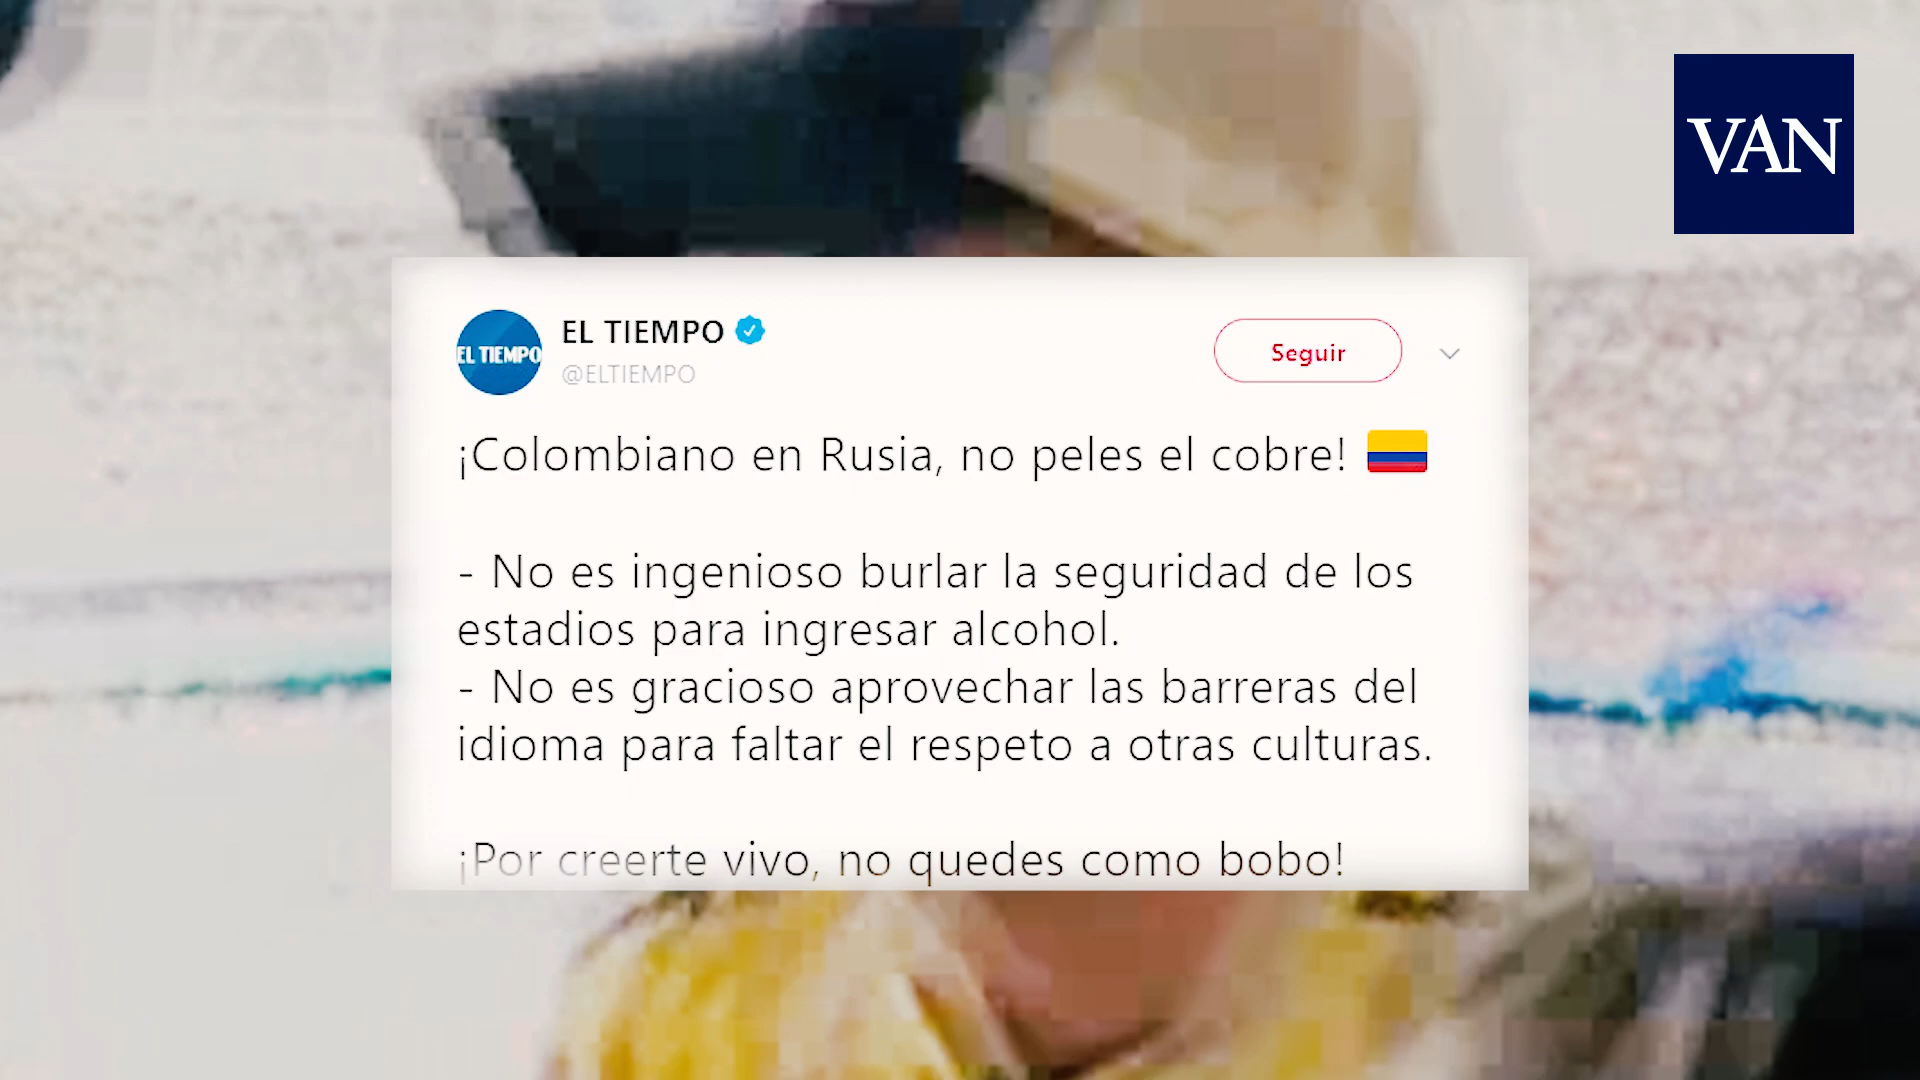 VAN
EL TIEMPO
EL TIEMPO
@ELTIEMPO
Seguir
¡Colombiano en Rusia, no peles el cobre!
- No es ingenioso burlar la seguridad de los
estadios para ingresar alcohol.
- No es gracioso aprovechar las barreras del
idioma para faltar el respeto a otras culturas.
¡Por creerte vivo, no quedes como bobo!